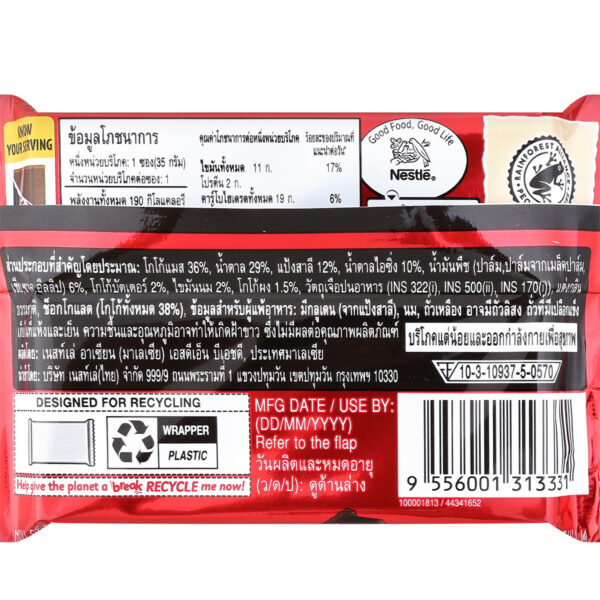 KNOW
YOUR SERVING
ข้อมูลโภชนาการ
หนึ่งหน่วยบริโภค: 1 ซอง(35 กรัม)
จำนวนหน่วยบริโภคต่อซอง: 1
พลังงานทั้งหมด 190 กิโลแคลอรี
คุณค่าโภชนาการต่อหนึ่งหน่วยบริโภค ร้อยละของปริมาณที่แนะนำต่อวัน*
ไขมันทั้งหมด 11 ก. 17%
โปรตีน 2 ก.
คาร์โบไฮเดรตทั้งหมด 19 ก. 6%
Good Food, Good Life
Nestlé®
RAINFOREST
ส่วนประกอบที่สำคัญโดยประมาณ: โกโก้แมส 36%, น้ำตาล 29%, แป้งสาลี 12%, น้ำตาลไอซิ่ง 10%, น้ำมันพืช (ปาล์ม,ปาล์มจากเมล็ดปาล์ม,
อิลลิป) 6%, โกโก้บัตเตอร์ 2%, ไขมันนม 2%, โกโก้ผง 1.5%, วัตถุเจือปนอาหาร (INS 322(i), INS 500(ii), INS 170(i)),
ช็อกโกแลต (โกโก้ทั้งหมด 38%), ข้อมูลสำหรับผู้แพ้อาหาร: มีกลูเตน (จากแป้งสาลี), นม, ถั่วเหลือง อาจมีถั่วลิสง ถั่วที่มีเปลือกแข็ง
แห้งและเย็น ความชื้นและอุณหภูมิอาจทำให้เกิดฝ้าขาว ซึ่งไม่มีผลต่อคุณภาพผลิตภัณฑ์
โดย: เนสท์เล่ อาเซียน (มาเลเซีย) เอสดีเอ็น บีเอชดี, ประเทศมาเลเซีย
โดย: บริษัท เนสท์เล่(ไทย) จำกัด 999/9 ถนนพระรามที่ 1 แขวงปทุมวัน เขตปทุมวัน กรุงเทพฯ 10330
บริโภคแต่น้อยและออกกำลังกายเพื่อสุขภาพ
10-3-10937-5-0570
DESIGNED FOR RECYCLING
WRAPPER
PLASTIC
Help give the planet a break RECYCLE me now!
MFG DATE / USE BY:
(DD/MM/YYYY)
Refer to the flap
วันผลิตและหมดอายุ
(ว/ด/ป): ดูด้านล่าง
9 556001 313331
100001813 / 44341652